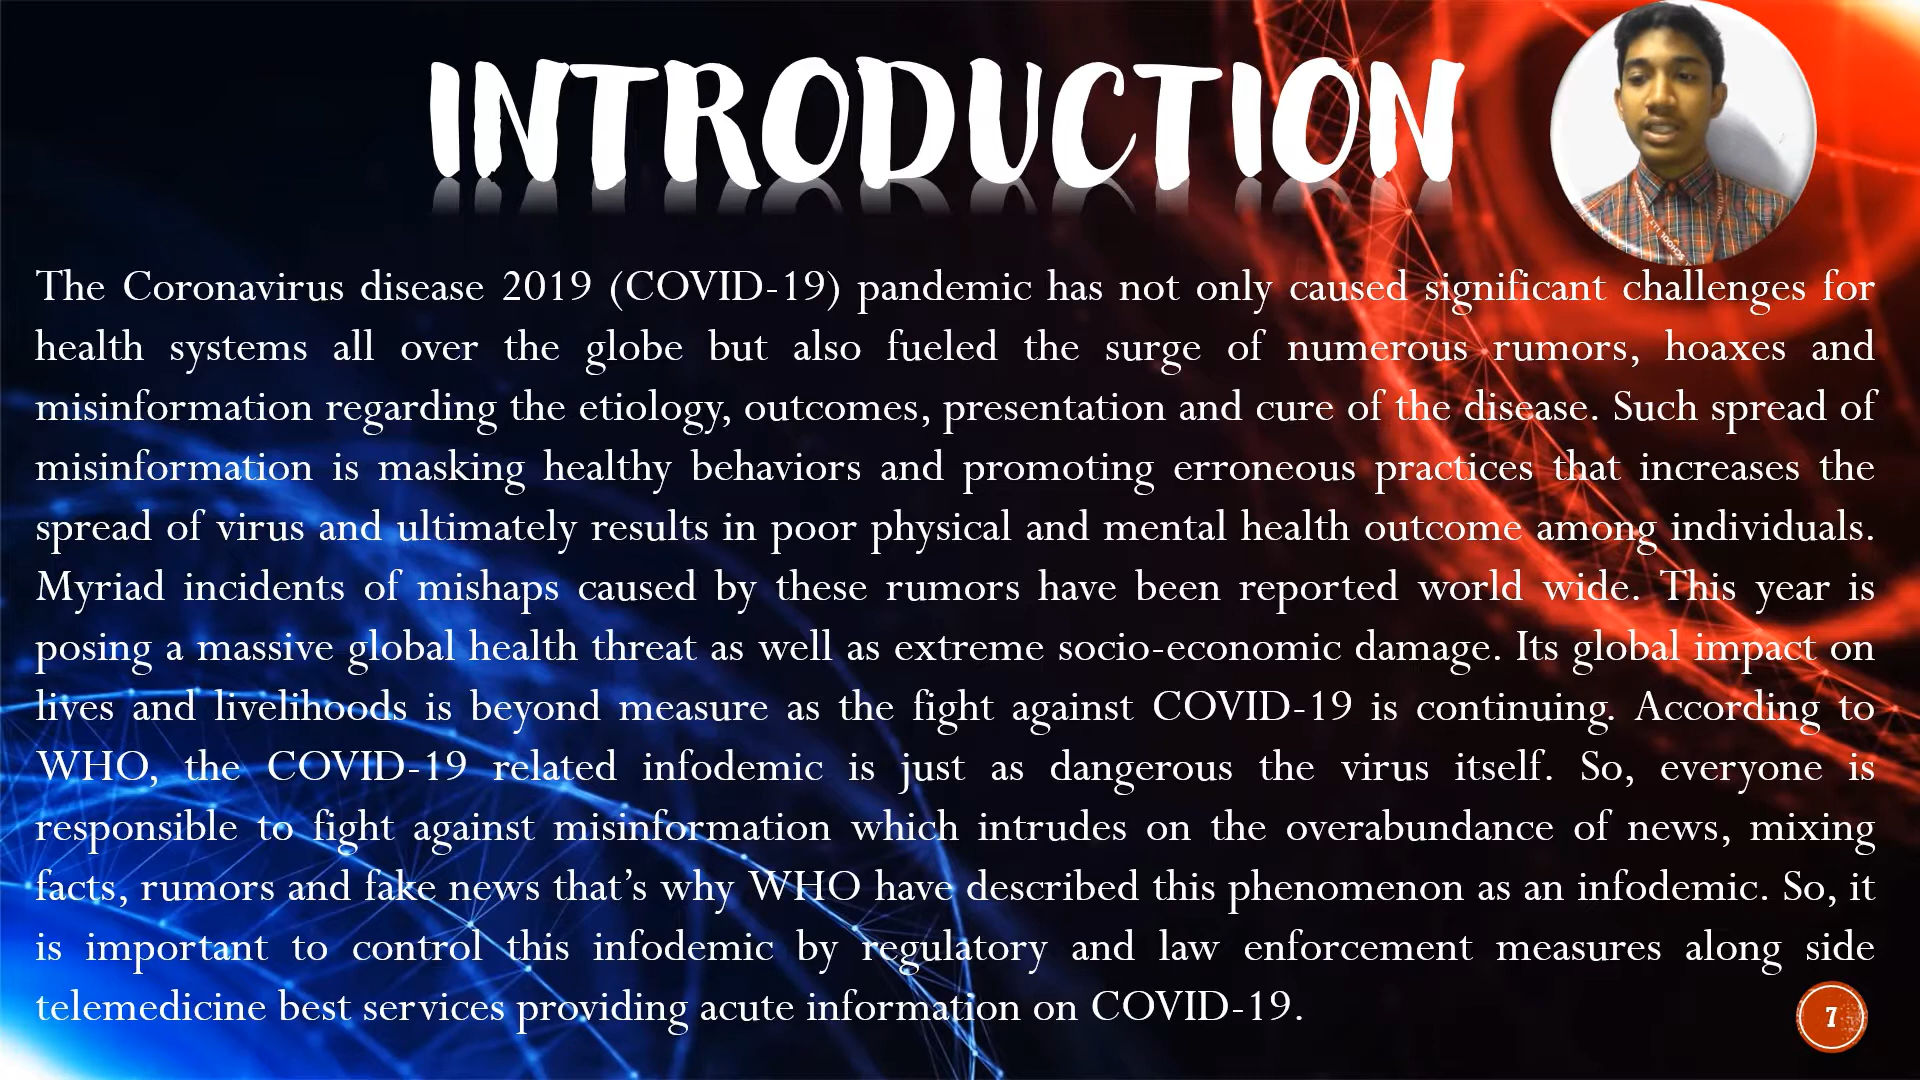 INTRODUCTION
The Coronavirus disease 2019 (COVID-19) pandemic has not only caused significant challenges for
health systems all over the globe but also fueled the surge of numerous rumors, hoaxes and
misinformation regarding the etiology, outcomes, presentation and cure of the disease. Such spread of
misinformation is masking healthy behaviors and promoting erroneous practices that increases the
spread of virus and ultimately results in poor physical and mental health outcome among individuals.
Myriad incidents of mishaps caused by these rumors have been reported world wide. This year is
posing a massive global health threat as well as extreme socio-economic damage. Its global impact on
lives and livelihoods is beyond measure as the fight against COVID-19 is continuing. According to
WHO, the COVID-19 related infodemic is just as dangerous the virus itself. So, everyone is
responsible to fight against misinformation which intrudes on the overabundance of news, mixing
facts, rumors and fake news that's why WHO have described this phenomenon as an infodemic. So, it
is important to control this infodemic by regulatory and law enforcement measures along side
telemedicine best services providing acute information on COVID-19.
7